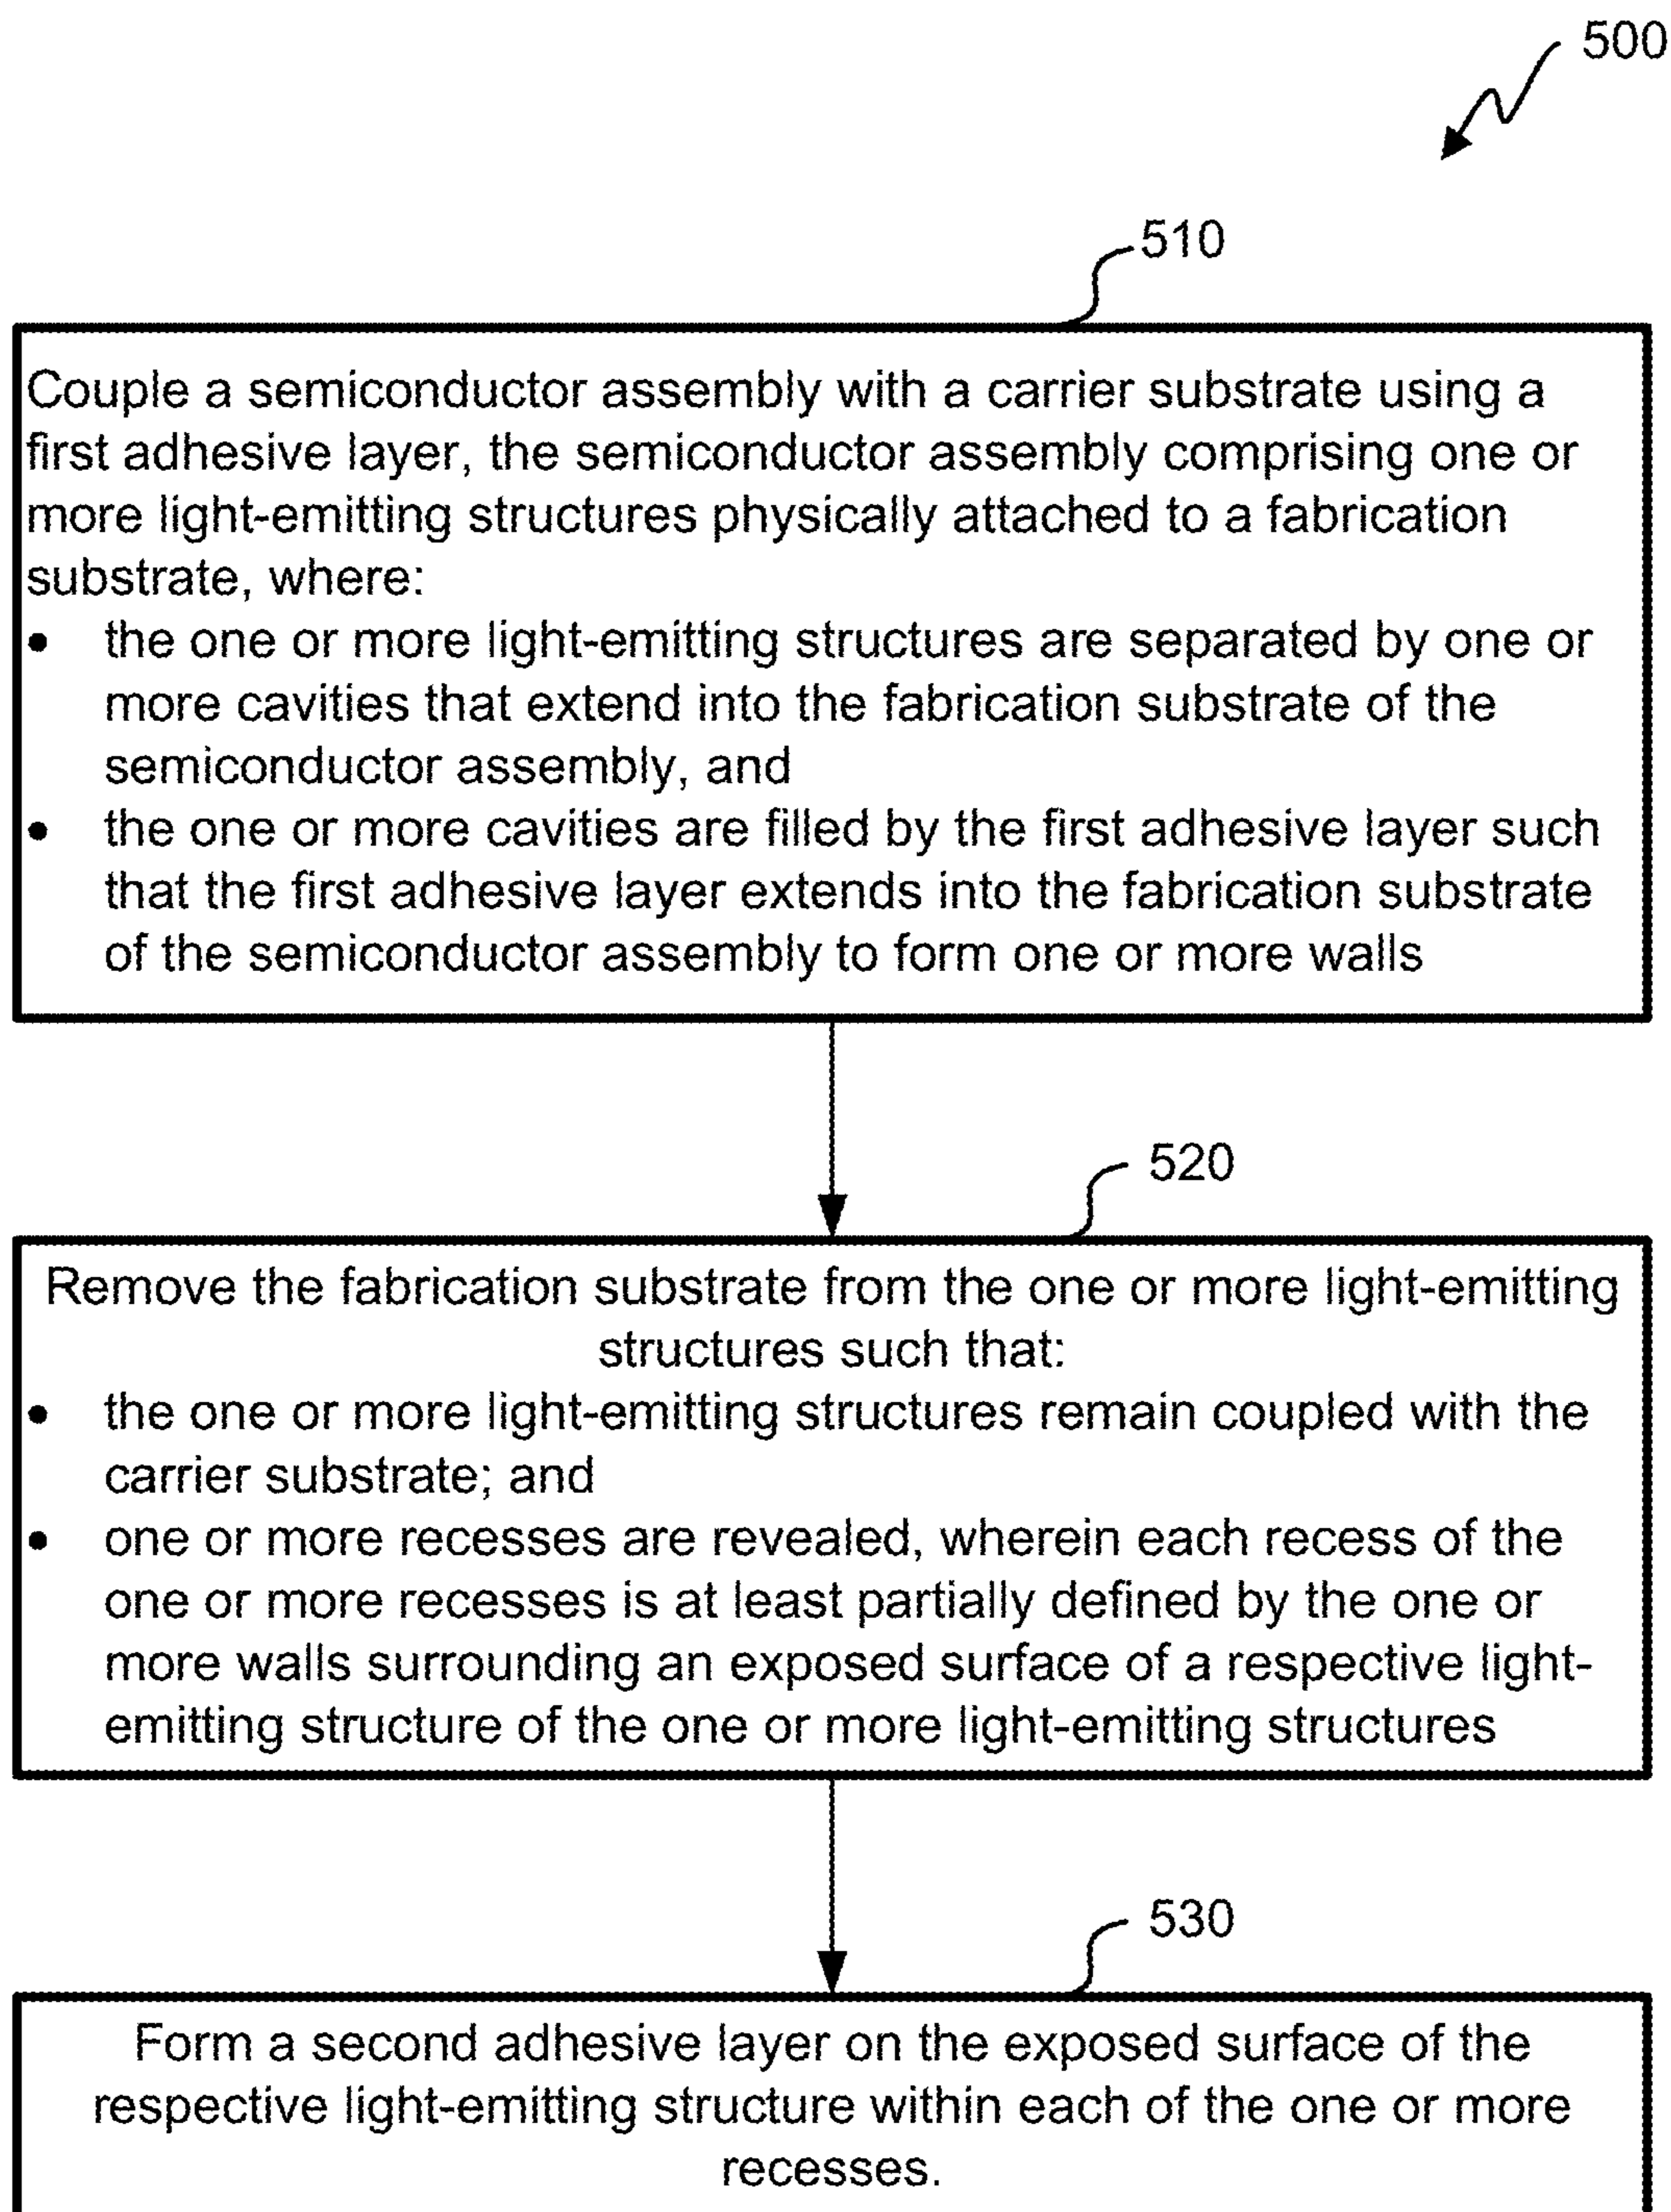 500
510
Couple a semiconductor assembly with a carrier substrate using a
first adhesive layer, the semiconductor assembly comprising one or
more light-emitting structures physically attached to a fabrication
substrate, where:
• the one or more light-emitting structures are separated by one or
more cavities that extend into the fabrication substrate of the
semiconductor assembly, and
• the one or more cavities are filled by the first adhesive layer such
that the first adhesive layer extends into the fabrication substrate
of the semiconductor assembly to form one or more walls
520
Remove the fabrication substrate from the one or more light-emitting
structures such that:
• the one or more light-emitting structures remain coupled with the
carrier substrate; and
• one or more recesses are revealed, wherein each recess of the
one or more recesses is at least partially defined by the one or
more walls surrounding an exposed surface of a respective light-
emitting structure of the one or more light-emitting structures
530
Form a second adhesive layer on the exposed surface of the
respective light-emitting structure within each of the one or more
recesses.